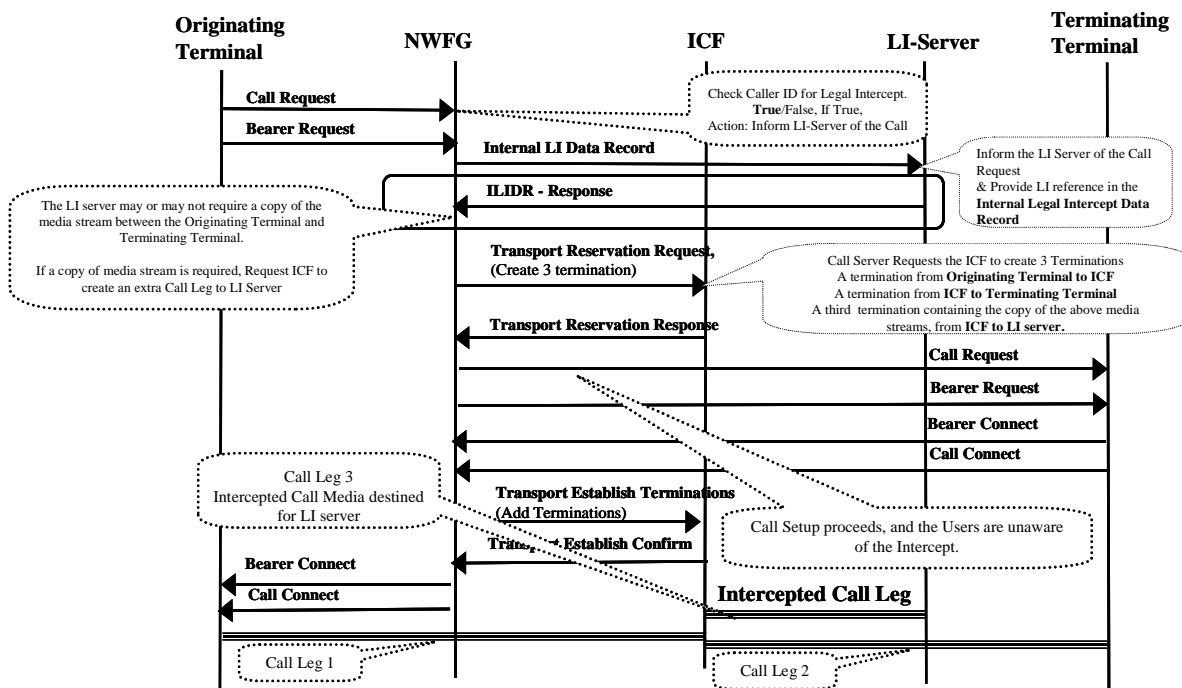 Originating
Terminal
NWFG
ICF
LI-Server
Terminating
Terminal
Call Request
Check Caller ID for Legal Intercept.
True/False, If True,
Action: Inform LI-Server of the Call
Bearer Request
Internal LI Data Record
Inform the LI Server of the Call
Request
& Provide LI reference in the
Internal Legal Intercept Data
Record
ILIDR - Response
The LI server may or may not require a copy of the
media stream between the Originating Terminal and
Terminating Terminal.
If a copy of media stream is required, Request ICF to
create an extra Call Leg to LI Server
Transport Reservation Request,
(Create 3 termination)
Call Server Requests the ICF to create 3 Terminations
A termination from Originating Terminal to ICF
A termination from ICF to Terminating Terminal
A third termination containing the copy of the above media
streams, from ICF to LI server.
Transport Reservation Response
Call Request
Bearer Request
Bearer Connect
Call Connect
Call Leg 3
Intercepted Call Media destined
for LI server
Transport Establish Terminations
(Add Terminations)
Call Setup proceeds, and the Users are unaware
of the Intercept.
Transport Establish Confirm
Bearer Connect
Call Connect
Intercepted Call Leg
Call Leg 1
Call Leg 2